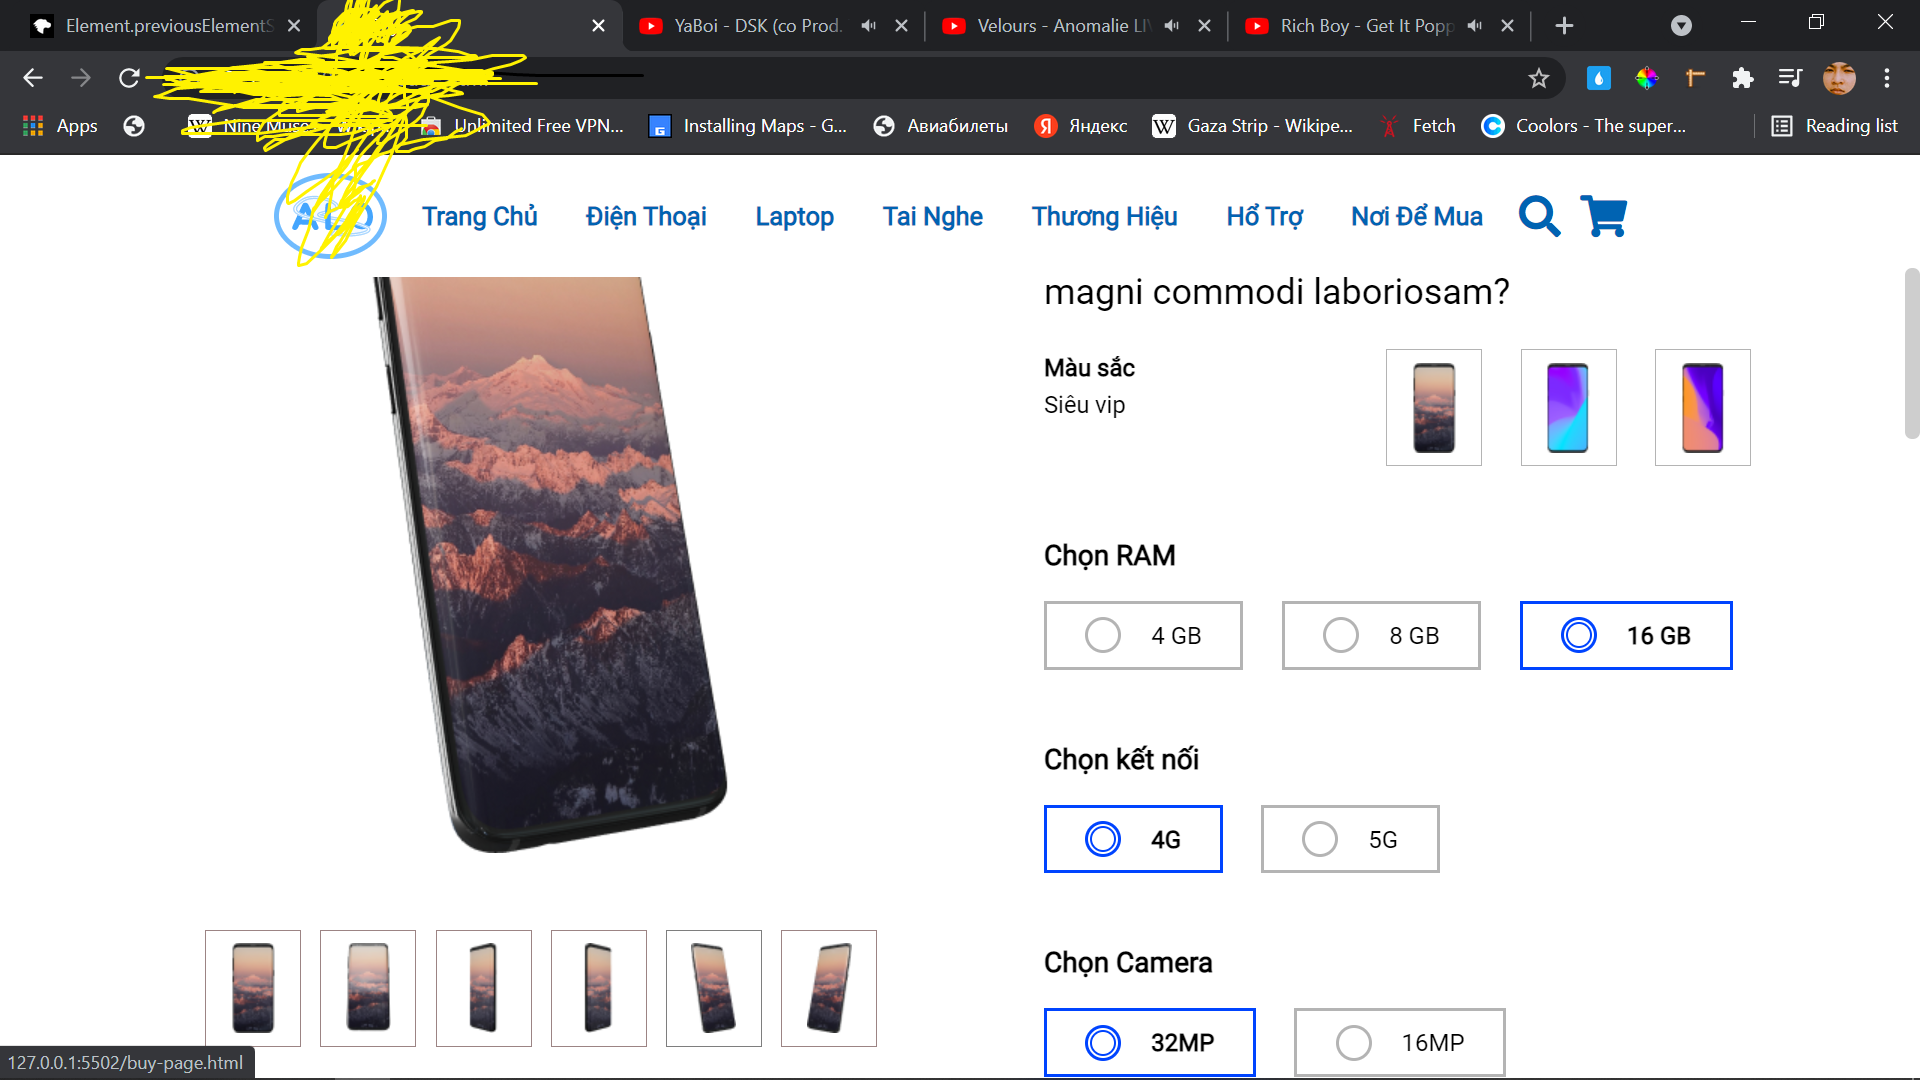 Element.previousElementS
YaBoi - DSK (co Prod.
Velours - Anomalie LI
Rich Boy - Get It Popp
Apps
Nine Muse
Unlimited Free VPN...
Installing Maps - G...
Авиабилеты
Яндекс
Gaza Strip - Wikipe...
Fetch
Coolors - The super...
Reading list
Trang Chủ
Điện Thoại
Laptop
Tai Nghe
Thương Hiệu
Hổ Trợ
Nơi Để Mua
magni commodi laboriosam?
Màu sắc
Siêu vip
Chọn RAM
4 GB
8 GB
16 GB
Chọn kết nối
4G
5G
Chọn Camera
32MP
16MP
127.0.0.1:5502/buy-page.html